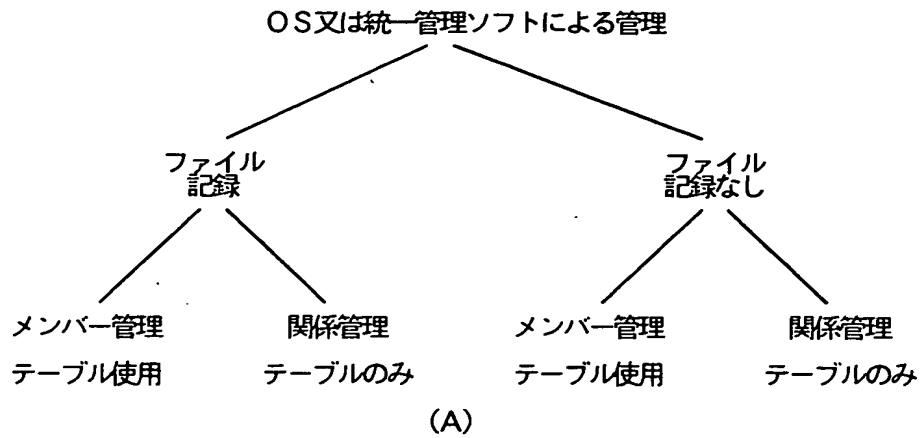 OS又は統一管理ソフトによる管理
ファイル
記録
ファイル
記録なし
メンバー管理
テーブル使用
関係管理
テーブルのみ
メンバー管理
テーブル使用
関係管理
テーブルのみ
(A)